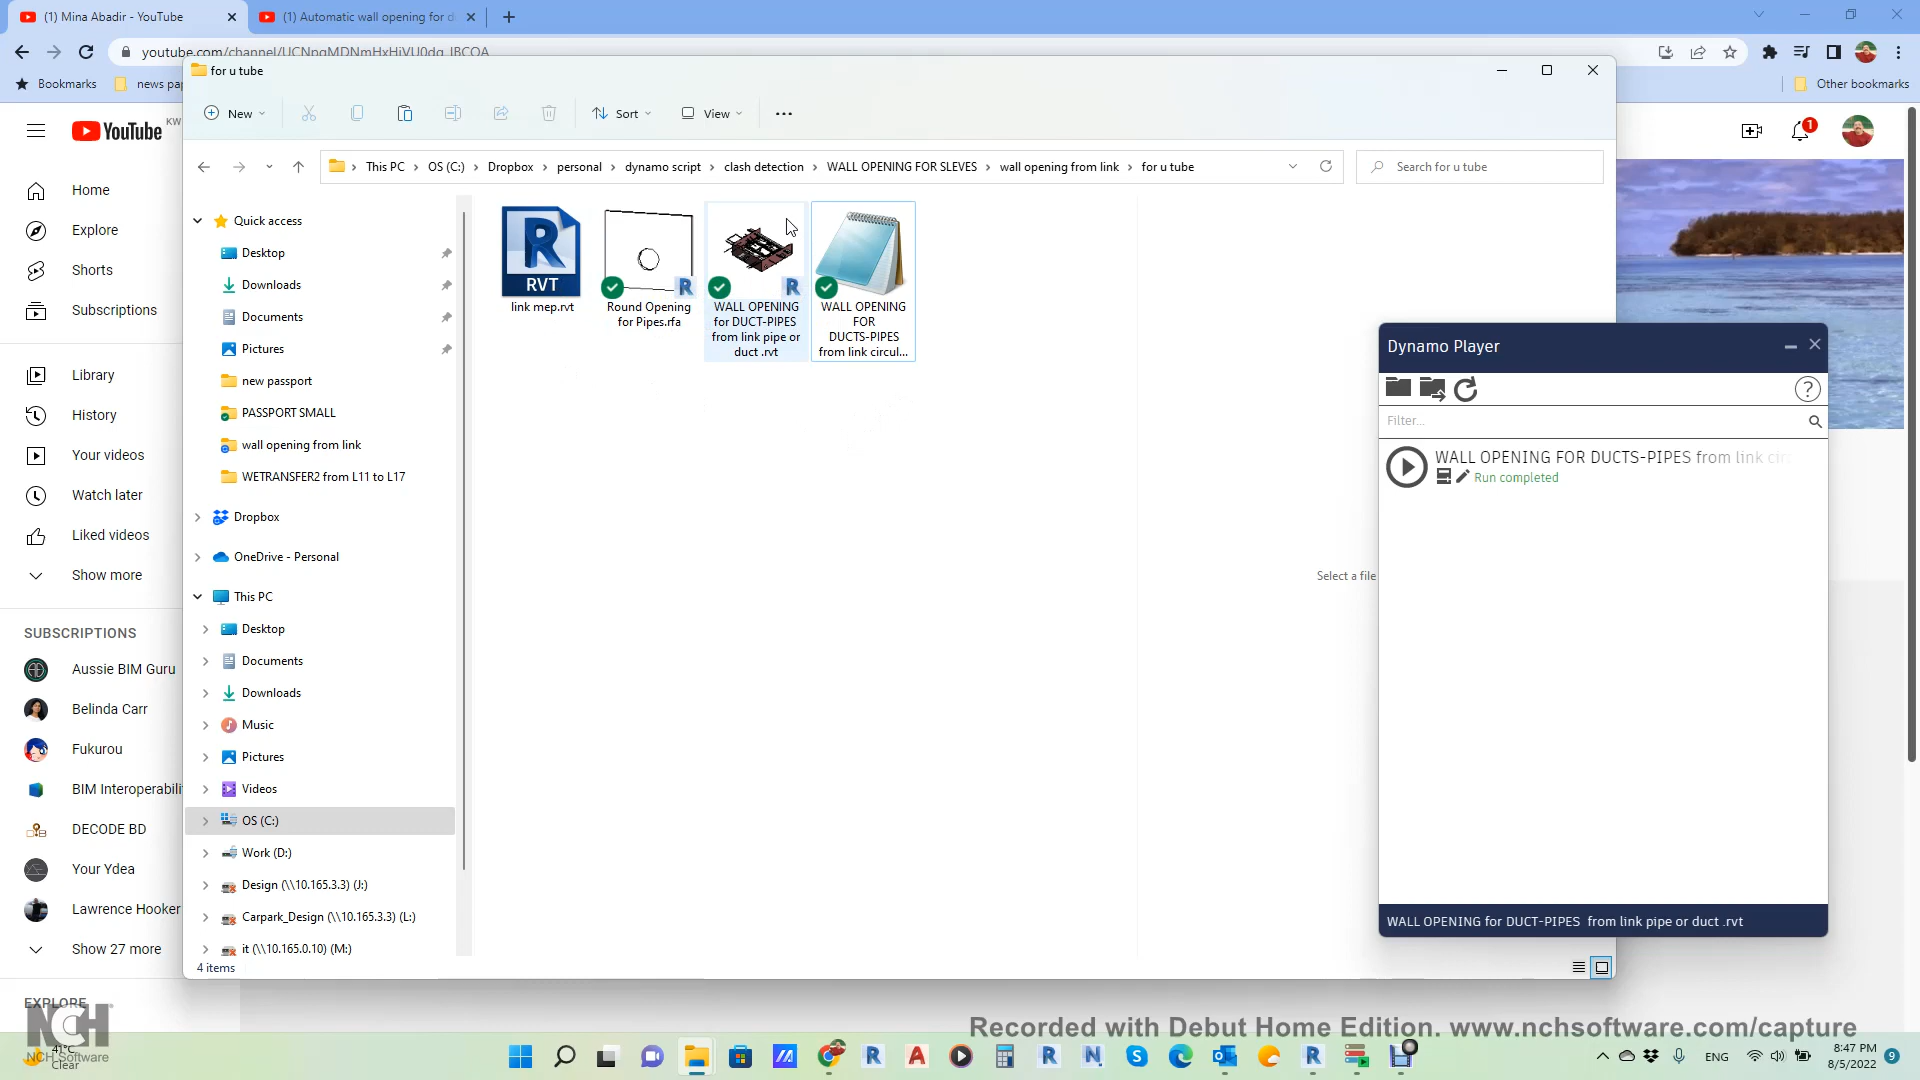 (1) Mina Abadir - YouTube
(1) Automatic wall opening for d
youtube.com/channel/UCNpgMDNmHxHiVU0dg_IBCOA
Bookmarks
news pa
Other bookmarks
for u tube
New
Sort
View
This PC > OS (C:) > Dropbox > personal > dynamo script > clash detection > WALL OPENING FOR SLEVES > wall opening from link > for u tube
Search for u tube
YouTube KW
1
Home
Explore
Shorts
Subscriptions
Library
History
Your videos
Watch later
Liked videos
Show more
SUBSCRIPTIONS
Aussie BIM Guru
Belinda Carr
Fukurou
BIM Interoperabili
DECODE BD
Your Ydea
Lawrence Hooker
Show 27 more
EXPLORE
Quick access
Desktop
Downloads
Documents
Pictures
new passport
PASSPORT SMALL
wall opening from link
WETRANSFER2 from L11 to L17
Dropbox
OneDrive - Personal
This PC
Desktop
Documents
Downloads
Music
Pictures
Videos
OS (C:)
Work (D:)
Design (\\10.165.3.3) (J:)
Carpark_Design (\\10.165.3.3) (L:)
it (\\10.165.0.10) (M:)
4 items
R
RVT
link mep.rvt
Round Opening
for Pipes.rfa
WALL OPENING
for DUCT-PIPES
from link pipe or
duct .rvt
WALL OPENING
FOR
DUCTS-PIPES
from link circul...
Select a file
Dynamo Player
Filter...
WALL OPENING FOR DUCTS-PIPES from link circ
Run completed
WALL OPENING for DUCT-PIPES from link pipe or duct .rvt
NCH
NCH Software
41°C
Clear
Recorded with Debut Home Edition. www.nchsoftware.com/capture
ENG
8:47 PM
8/5/2022
9